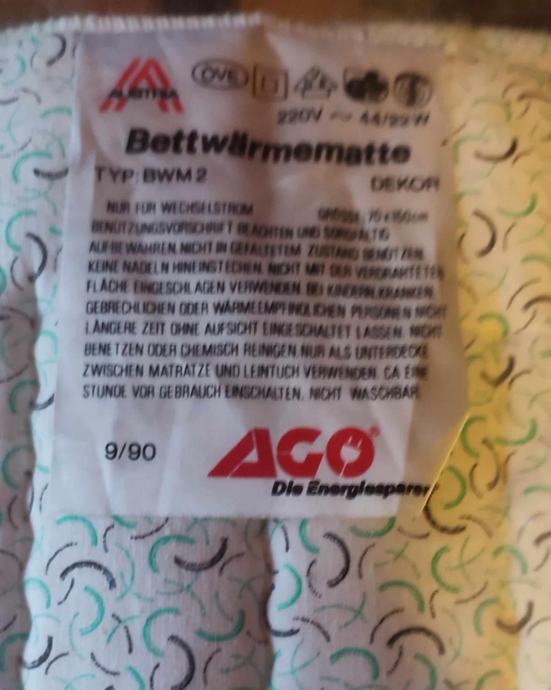 AUSTRIA
ÖVE
220V ~ 44/22 W
Bettwärmematte
TYP: BWM 2
DEKOR
NUR FÜR WECHSELSTROM GRÖSSE: 70 x 150cm
BENÜTZUNGSVORSCHRIFT BEACHTEN UND SORGFÄLTIG
AUFBEWAHREN. NICHT IN GEFALTETEM ZUSTAND BENÜTZEN.
KEINE NADELN HINEINSTECHEN. NICHT MIT DER VERDRAHTETEN
FLÄCHE EINGESCHLAGEN VERWENDEN. BEI KINDERN, KRANKEN,
GEBRECHLICHEN ODER WÄRMEEMPFINDLICHEN PERSONEN NICHT
LÄNGERE ZEIT OHNE AUFSICHT EINGESCHALTET LASSEN. NICHT
BENETZEN ODER CHEMISCH REINIGEN. NUR ALS UNTERDECKE
ZWISCHEN MATRATZE UND LEINTUCH VERWENDEN. CA EINE
STUNDE VOR GEBRAUCH EINSCHALTEN. NICHT WASCHBAR.
9/90
AGO®
Die Energiesparer